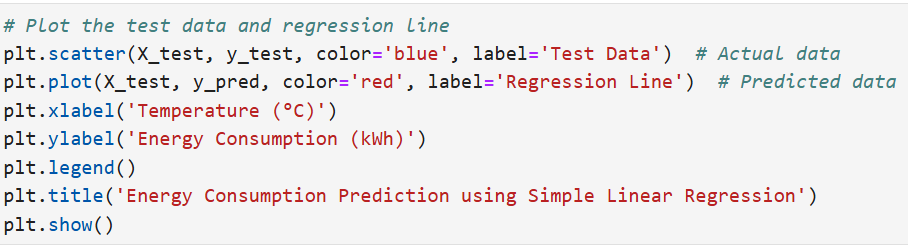 # Plot the test data and regression line
plt.scatter(X_test, y_test, color='blue', label='Test Data')  # Actual data
plt.plot(X_test, y_pred, color='red', label='Regression Line')  # Predicted data
plt.xlabel('Temperature (°C)')
plt.ylabel('Energy Consumption (kWh)')
plt.legend()
plt.title('Energy Consumption Prediction using Simple Linear Regression')
plt.show()